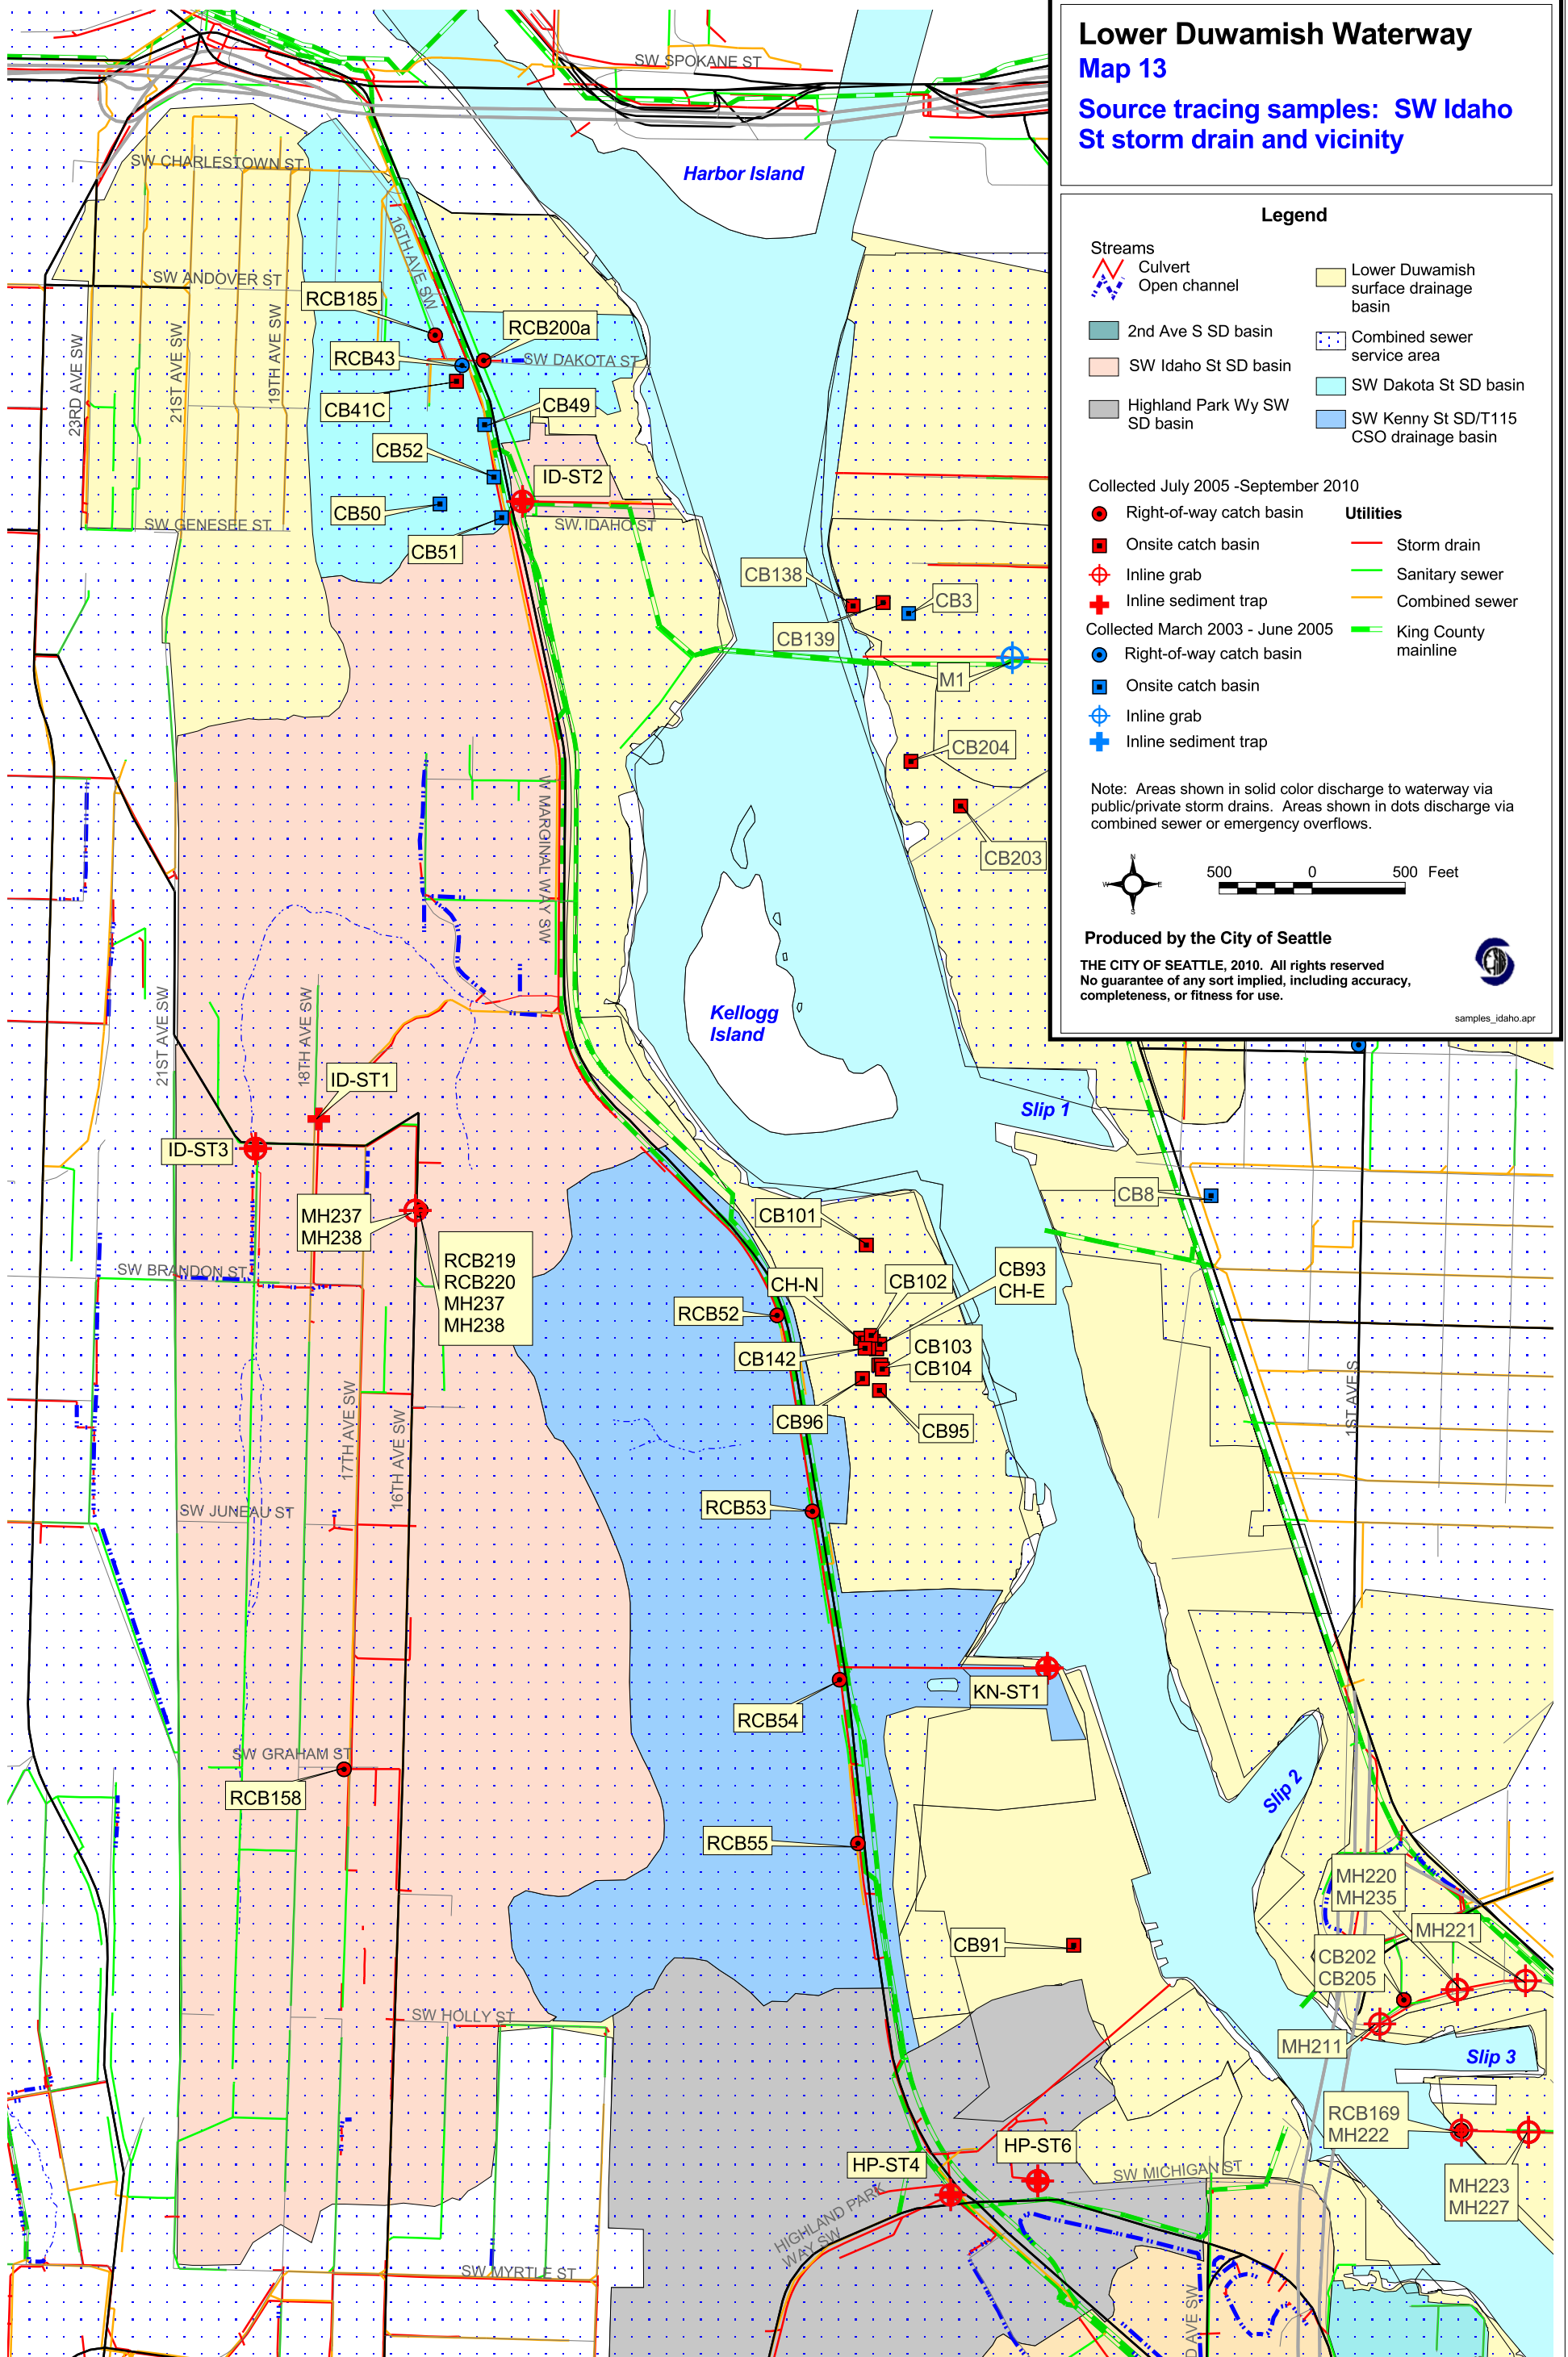 Lower Duwamish Waterway
Map 13
Source tracing samples: SW Idaho
St storm drain and vicinity
Legend
Streams
Culvert
Open channel
2nd Ave S SD basin
SW Idaho St SD basin
Highland Park Wy SW
SD basin
Lower Duwamish
surface drainage
basin
Combined sewer
service area
SW Dakota St SD basin
SW Kenny St SD/T115
CSO drainage basin
Collected July 2005 -September 2010
Right-of-way catch basin
Onsite catch basin
Inline grab
Inline sediment trap
Collected March 2003 - June 2005
Right-of-way catch basin
Onsite catch basin
Inline grab
Inline sediment trap
Utilities
Storm drain
Sanitary sewer
Combined sewer
King County
mainline
Note: Areas shown in solid color discharge to waterway via
public/private storm drains. Areas shown in dots discharge via
combined sewer or emergency overflows.
N
W
E
S
500 0 500 Feet
Produced by the City of Seattle
THE CITY OF SEATTLE, 2010. All rights reserved
No guarantee of any sort implied, including accuracy,
completeness, or fitness for use.
samples_idaho.apr
SW SPOKANE ST
SW CHARLESTOWN ST
Harbor Island
16TH AVE SW
SW ANDOVER ST
RCB185
RCB200a
RCB43
SW DAKOTA ST
23RD AVE SW
21ST AVE SW
19TH AVE SW
CB41C
CB49
CB52
ID-ST2
CB50
SW GENESEE ST
SW IDAHO ST
CB51
CB138
CB3
CB139
M1
CB204
W MARGINAL WAY SW
CB203
Kellogg
Island
21ST AVE SW
18TH AVE SW
ID-ST1
Slip 1
ID-ST3
CB8
MH237
MH238
CB101
RCB219
RCB220
MH237
MH238
SW BRANDON ST
CH-N
CB102
CB93
CH-E
RCB52
CB142
CB103
CB104
CB96
CB95
1ST AVE S
17TH AVE SW
16TH AVE SW
RCB53
SW JUNEAU ST
KN-ST1
RCB54
SW GRAHAM ST
RCB158
Slip 2
RCB55
MH220
MH235
MH221
CB91
CB202
CB205
SW HOLLY ST
MH211
Slip 3
RCB169
MH222
HP-ST6
HP-ST4
SW MICHIGAN ST
MH223
MH227
HIGHLAND PARK
WAY SW
SW MYRTLE ST
D AVE SW